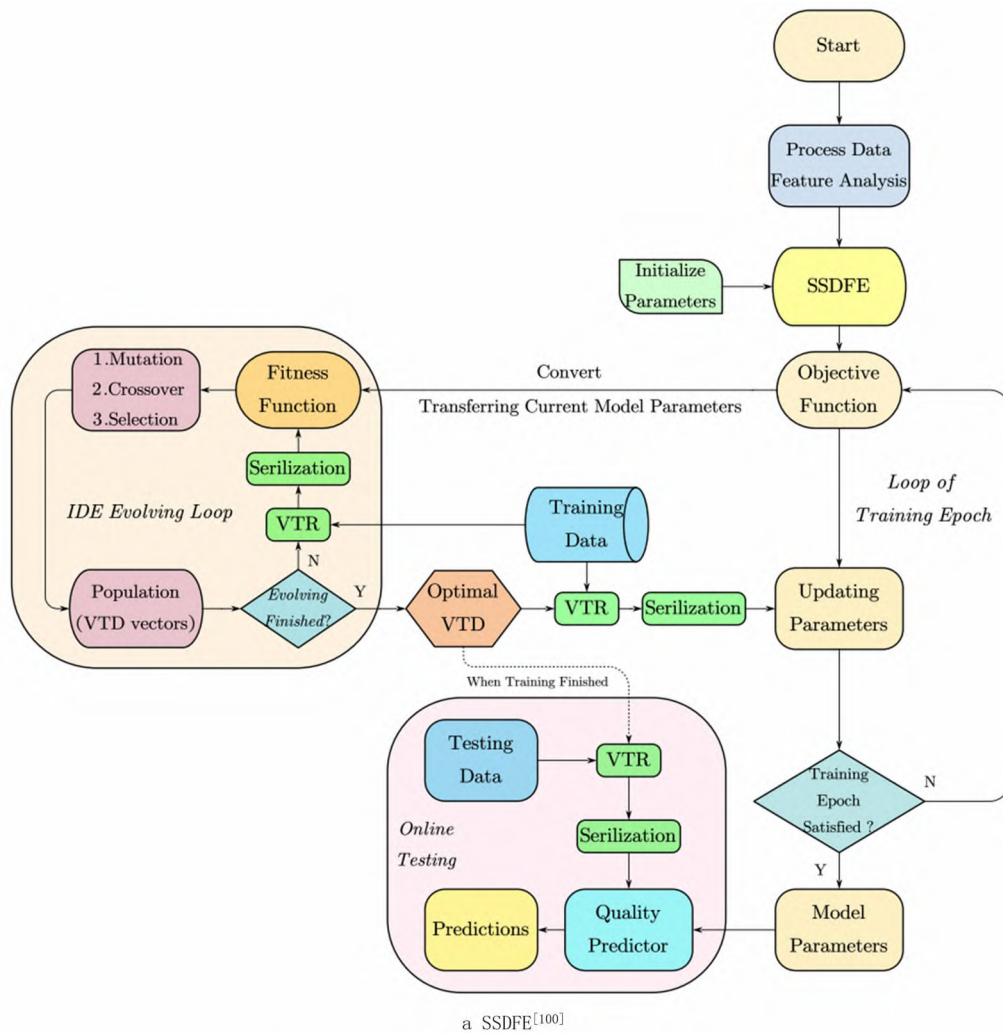 Start
Process Data
Feature Analysis
Initialize
Parameters
SSDFE
1.Mutation
2.Crossover
3.Selection
Fitness
Function
Convert
Transferring Current Model Parameters
Objective
Function
Serilization
IDE Evolving Loop
VTR
Training
Data
Loop of
Training Epoch
N
Population
(VTD vectors)
Evolving
Finished?
Y
Optimal
VTD
VTR
Serilization
Updating
Parameters
When Training Finished
Testing
Data
VTR
Training
Epoch
Satisfied ?
N
Online
Testing
Serilization
Y
Predictions
Quality
Predictor
Model
Parameters
a SSDFE[100]